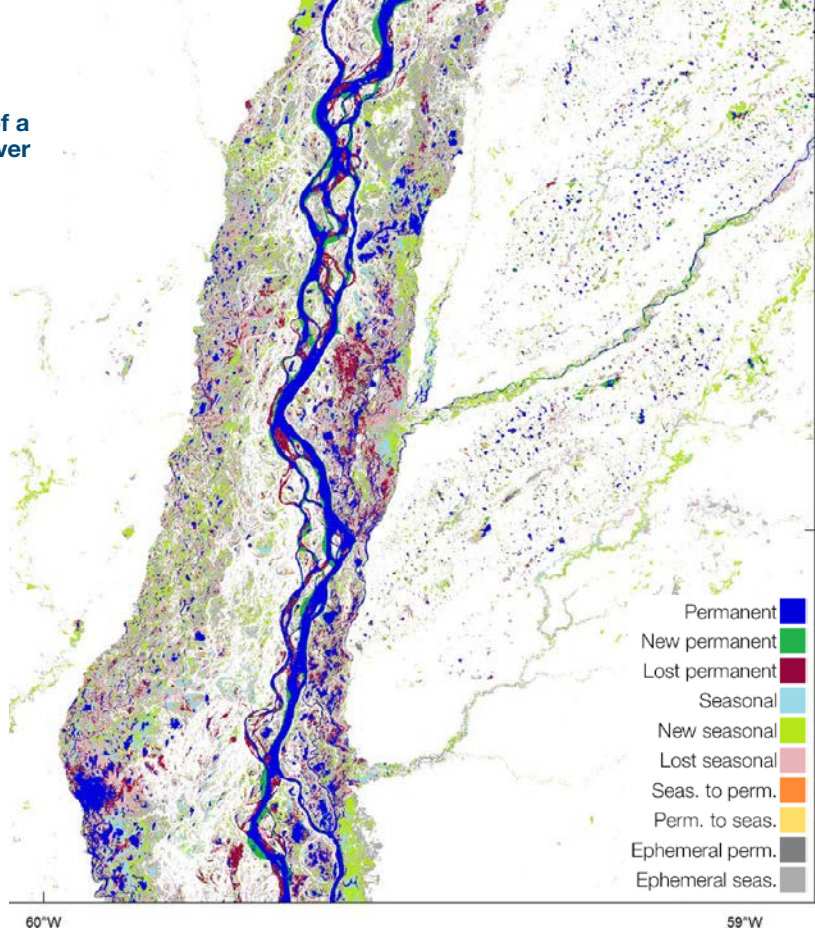 f a
ver
Permanent
New permanent
Lost permanent
Seasonal
New seasonal
Lost seasonal
Seas. to perm.
Perm. to seas.
Ephemeral perm.
Ephemeral seas.
60°W
59°W